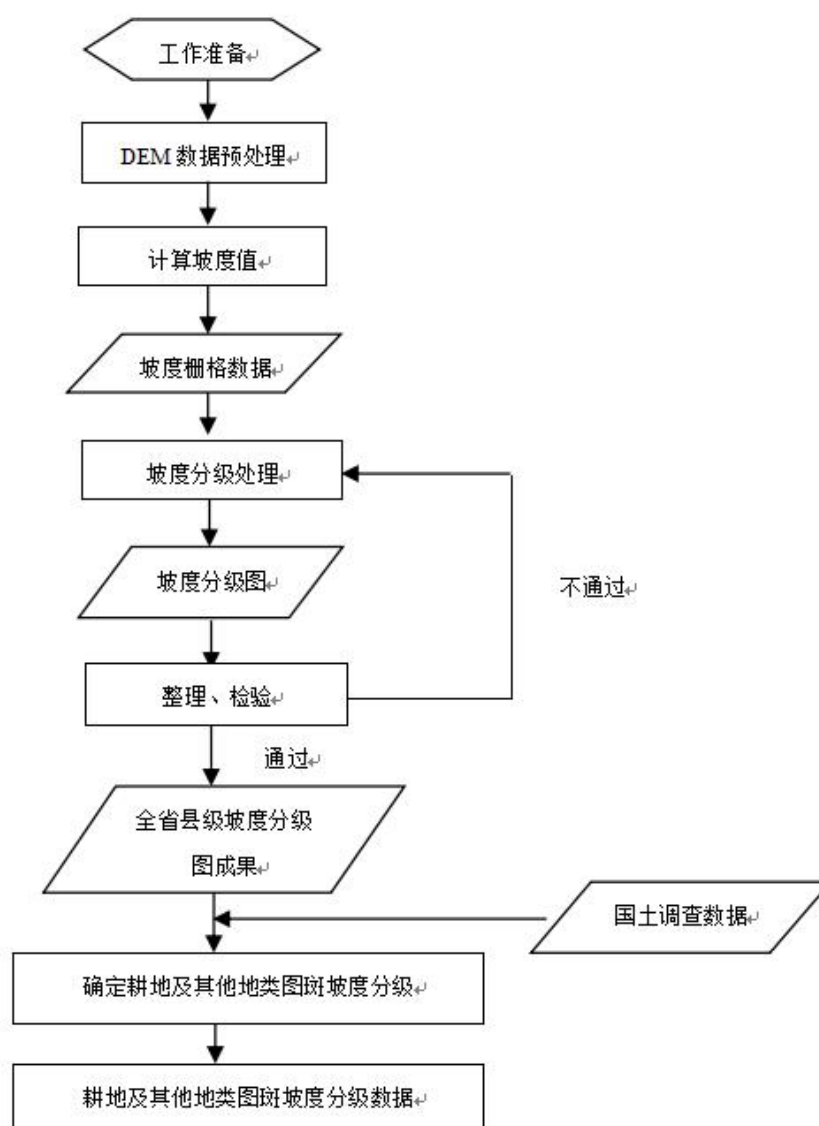 工作准备↵
DEM 数据预处理↵
计算坡度值↵
坡度栅格数据↵
坡度分级处理↵
坡度分级图↵
不通过↵
整理、检验↵
通过↵
全省县级坡度分级
图成果↵
国土调查数据↵
确定耕地及其他地类图斑坡度分级↵
耕地及其他地类图斑坡度分级数据↵